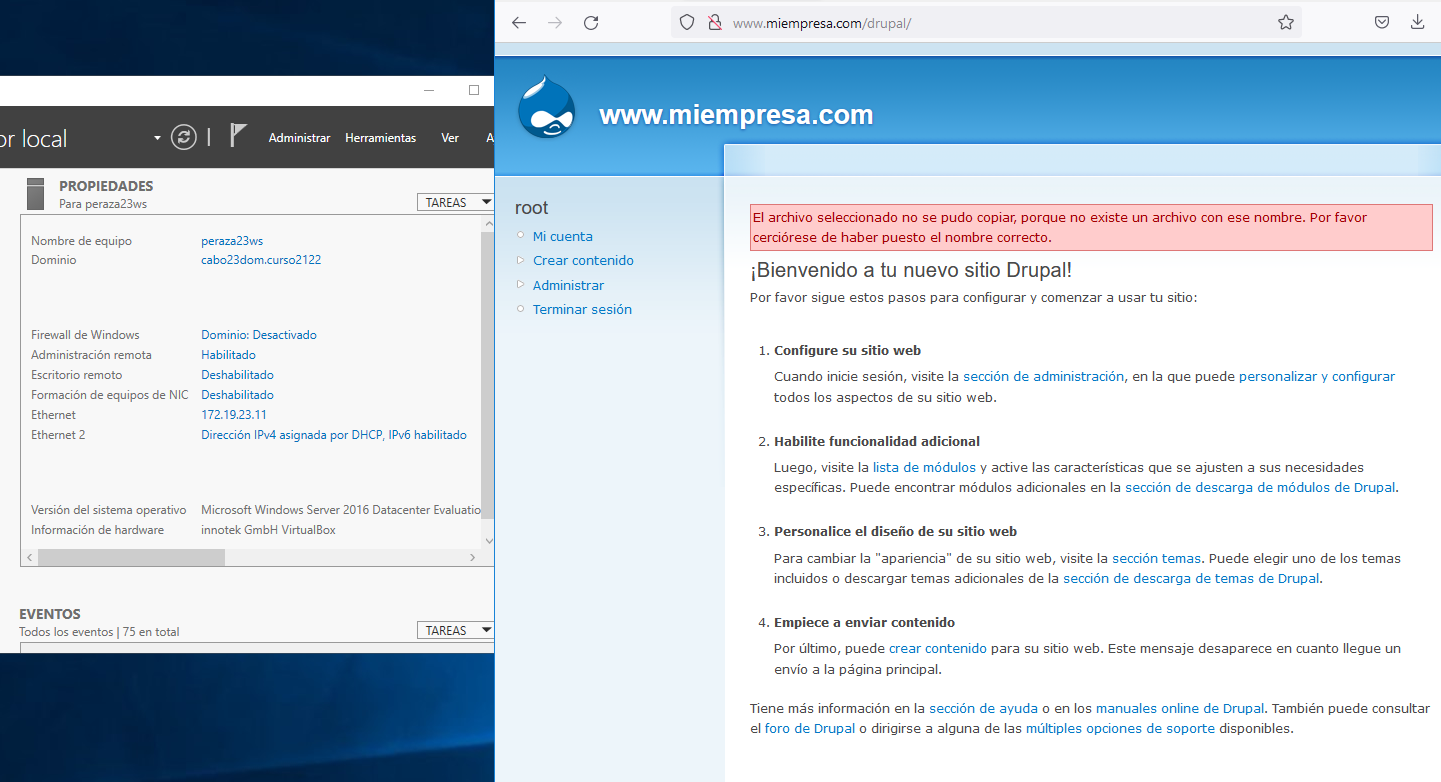 or local
Administrar
Herramientas
Ver
A
PROPIEDADES
Para peraza23ws
TAREAS
Nombre de equipo peraza23ws
Dominio cabo23dom.curso2122
Firewall de Windows Dominio: Desactivado
Administración remota Habilitado
Escritorio remoto Deshabilitado
Formación de equipos de NIC Deshabilitado
Ethernet 172.19.23.11
Ethernet 2 Dirección IPv4 asignada por DHCP, IPv6 habilitado
Versión del sistema operativo Microsoft Windows Server 2016 Datacenter Evaluatio
Información de hardware innotek GmbH VirtualBox
EVENTOS
Todos los eventos | 75 en total
TAREAS
www.miempresa.com/drupal/
www.miempresa.com
root
Mi cuenta
Crear contenido
Administrar
Terminar sesión
El archivo seleccionado no se pudo copiar, porque no existe un archivo con ese nombre. Por favor
cerciórese de haber puesto el nombre correcto.
¡Bienvenido a tu nuevo sitio Drupal!
Por favor sigue estos pasos para configurar y comenzar a usar tu sitio:
1. Configure su sitio web
Cuando inicie sesión, visite la sección de administración, en la que puede personalizar y configurar
todos los aspectos de su sitio web.
2. Habilite funcionalidad adicional
Luego, visite la lista de módulos y active las características que se ajusten a sus necesidades
específicas. Puede encontrar módulos adicionales en la sección de descarga de módulos de Drupal.
3. Personalice el diseño de su sitio web
Para cambiar la "apariencia" de su sitio web, visite la sección temas. Puede elegir uno de los temas
incluidos o descargar temas adicionales de la sección de descarga de temas de Drupal.
4. Empiece a enviar contenido
Por último, puede crear contenido para su sitio web. Este mensaje desaparece en cuanto llegue un
envío a la página principal.
Tiene más información en la sección de ayuda o en los manuales online de Drupal. También puede consultar
el foro de Drupal o dirigirse a alguna de las múltiples opciones de soporte disponibles.